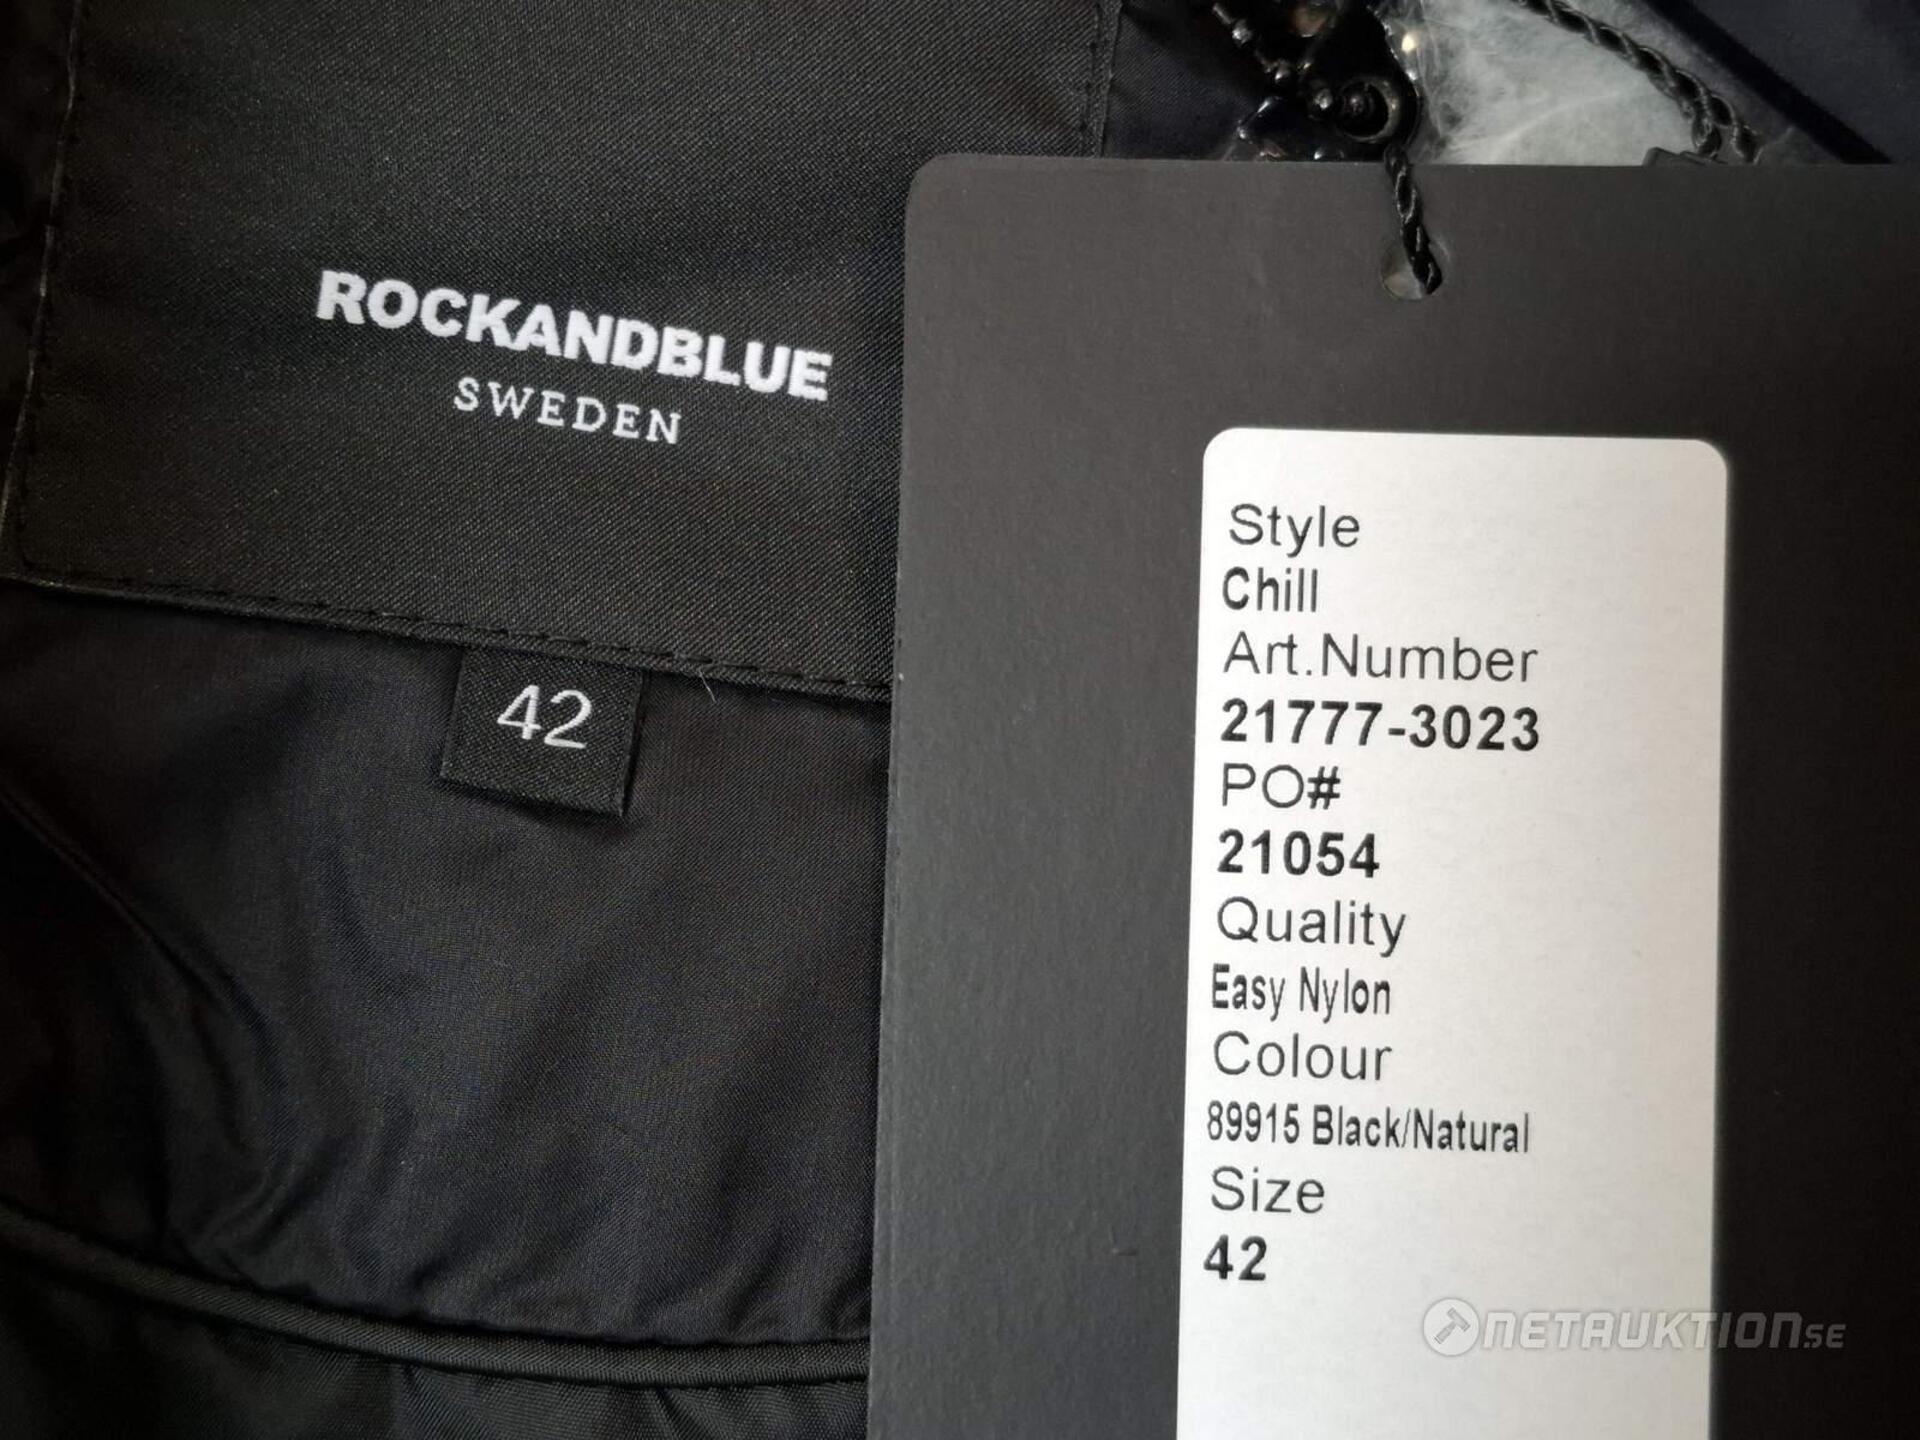 ROCKANDBLUE
SWEDEN
42
Style
Chill
Art.Number
21777-3023
PO#
21054
Quality
Easy Nylon
Colour
89915 Black/Natural
Size
42
NETAUKTION.SE